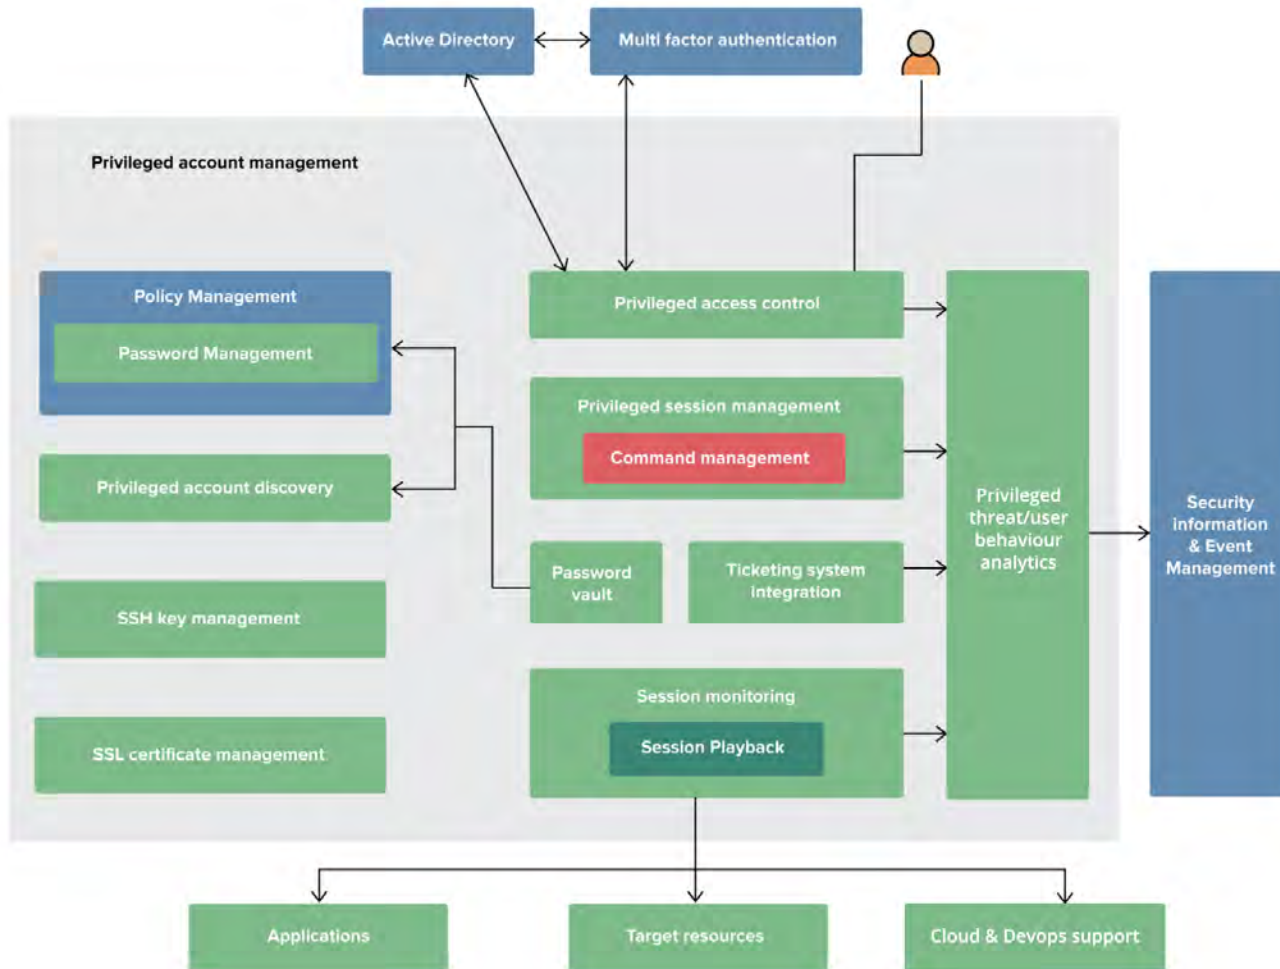 Active Directory
Multi factor authentication
Privileged account management
Policy Management
Password Management
Privileged account discovery
SSH key management
SSL certificate management
Privileged access control
Privileged session management
Command management
Password
vault
Ticketing system
integration
Session monitoring
Session Playback
Privileged
threat/user
behaviour
analytics
Security
information
& Event
Management
Applications
Target resources
Cloud & Devops support